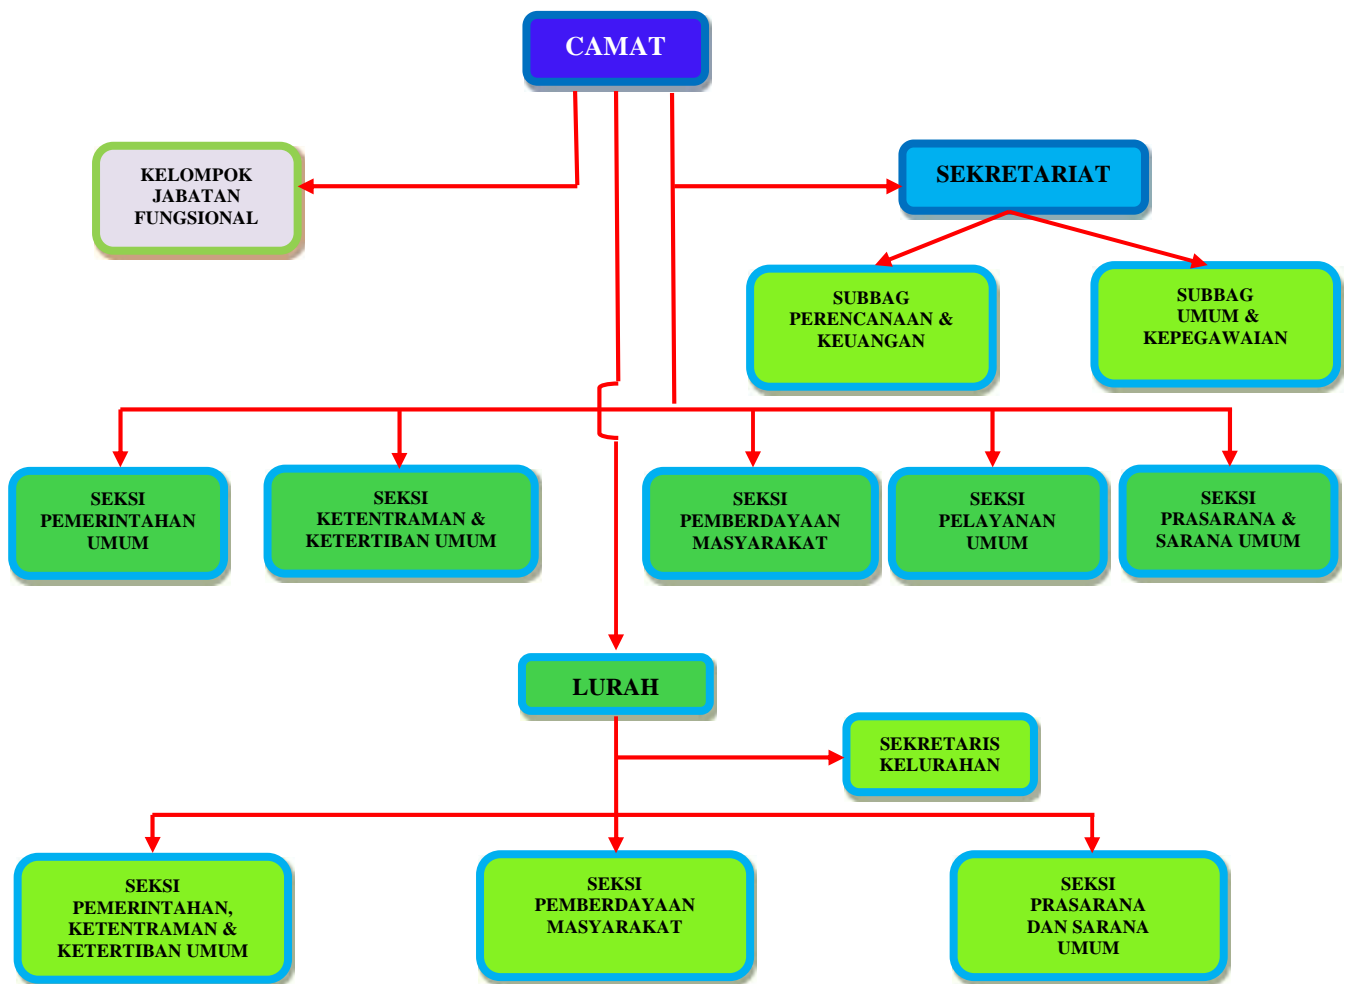 CAMAT
KELOMPOK
JABATAN
FUNGSIONAL
SEKRETARIAT
SUBBAG
PERENCANAAN &
KEUANGAN
SUBBAG
UMUM &
KEPEGAWAIAN
SEKSI
PEMERINTAHAN
UMUM
SEKSI
KETENTRAMAN &
KETERTIBAN UMUM
SEKSI
PEMBERDAYAAN
MASYARAKAT
SEKSI
PELAYANAN
UMUM
SEKSI
PRASARANA &
SARANA UMUM
LURAH
SEKRETARIS
KELURAHAN
SEKSI
PEMERINTAHAN,
KETENTRAMAN &
KETERTIBAN UMUM
SEKSI
PEMBERDAYAAN
MASYARAKAT
SEKSI
PRASARANA
DAN SARANA
UMUM